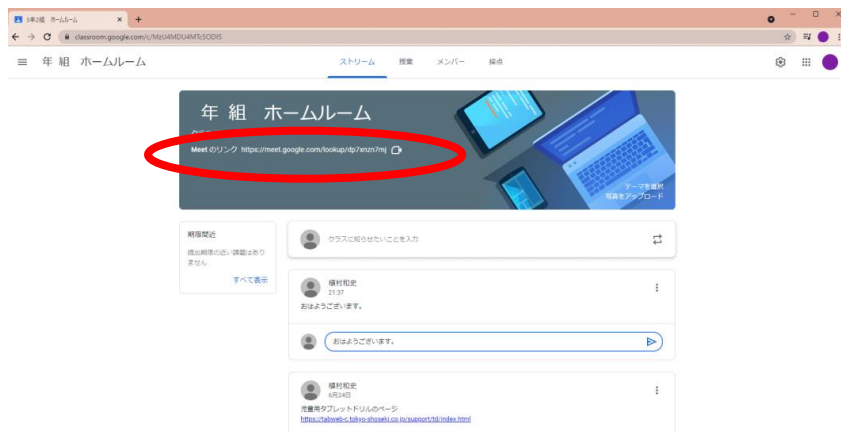 5年2組 ホームルーム
classroom.google.com/c/MzU4MDU4MTc5ODI5
年 組 ホームルーム
ストリーム 授業 メンバー 採点
年 組 ホームルーム
Meet のリンク https://meet.google.com/lookup/dp7xnzn7mj
テーマを選択
写真をアップロード
期限間近
提出期限の近い課題はあり
ません
すべて表示
クラスに知らせたいことを入力
植村和史
21:37
おはようございます。
おはようございます。
植村和史
6月24日
児童用タブレットドリルのページ
https://tabweb-c.tokyo-shoseki.co.jp/support/td/index.html